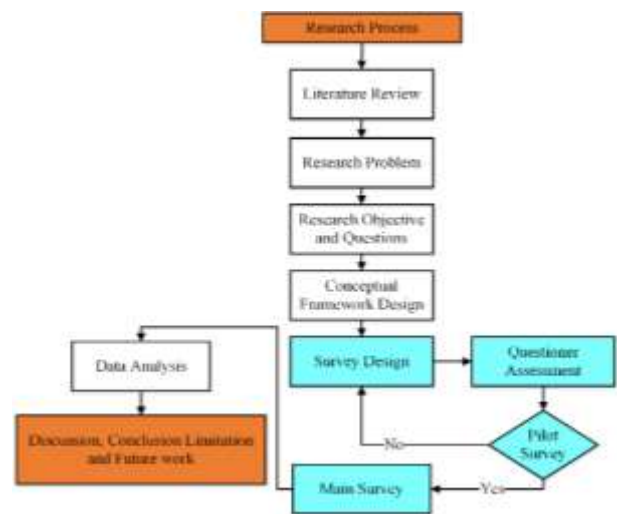 Research Process
Literature Review
Research Problem
Research Objective
and Questions
Conceptual
Framework Design
Survey Design
Questioner
Assessment
Pilot
Survey
No
Yes
Main Survey
Data Analysis
Discussion, Conclusion Limitation
and Future work